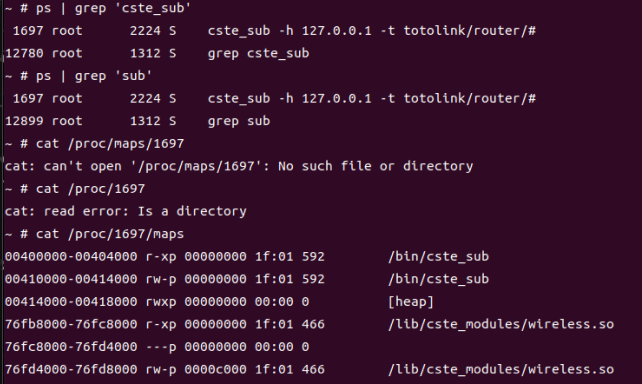 ~ # ps | grep 'cste_sub'
 1697 root      2224 S    cste_sub -h 127.0.0.1 -t totolink/router/#
12780 root      1312 S    grep cste_sub
~ # ps | grep 'sub'
 1697 root      2224 S    cste_sub -h 127.0.0.1 -t totolink/router/#
12899 root      1312 S    grep sub
~ # cat /proc/maps/1697
cat: can't open '/proc/maps/1697': No such file or directory
~ # cat /proc/1697
cat: read error: Is a directory
~ # cat /proc/1697/maps
00400000-00404000 r-xp 00000000 1f:01 592        /bin/cste_sub
00410000-00414000 rw-p 00000000 1f:01 592        /bin/cste_sub
00414000-00418000 rwxp 00000000 00:00 0          [heap]
76fb8000-76fc8000 r-xp 00000000 1f:01 466        /lib/cste_modules/wireless.so
76fc8000-76fd4000 ---p 00000000 00:00 0
76fd4000-76fd8000 rw-p 0000c000 1f:01 466        /lib/cste_modules/wireless.so